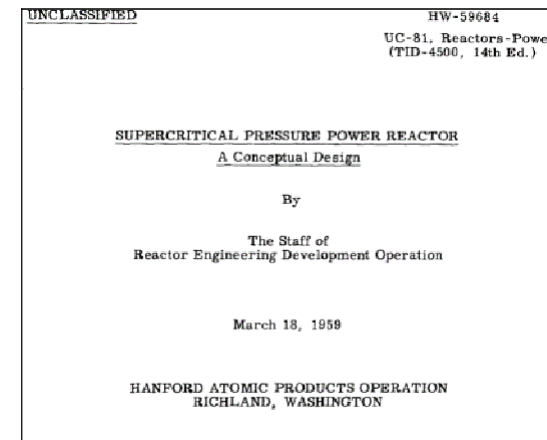 UNCLASSIFIED
HW-59684
UC-81, Reactors-Powe
(TID-4500, 14th Ed.)
SUPERCRITICAL PRESSURE POWER REACTOR
A Conceptual Design
By
The Staff of
Reactor Engineering Development Operation
March 18, 1959
HANFORD ATOMIC PRODUCTS OPERATION
RICHLAND, WASHINGTON